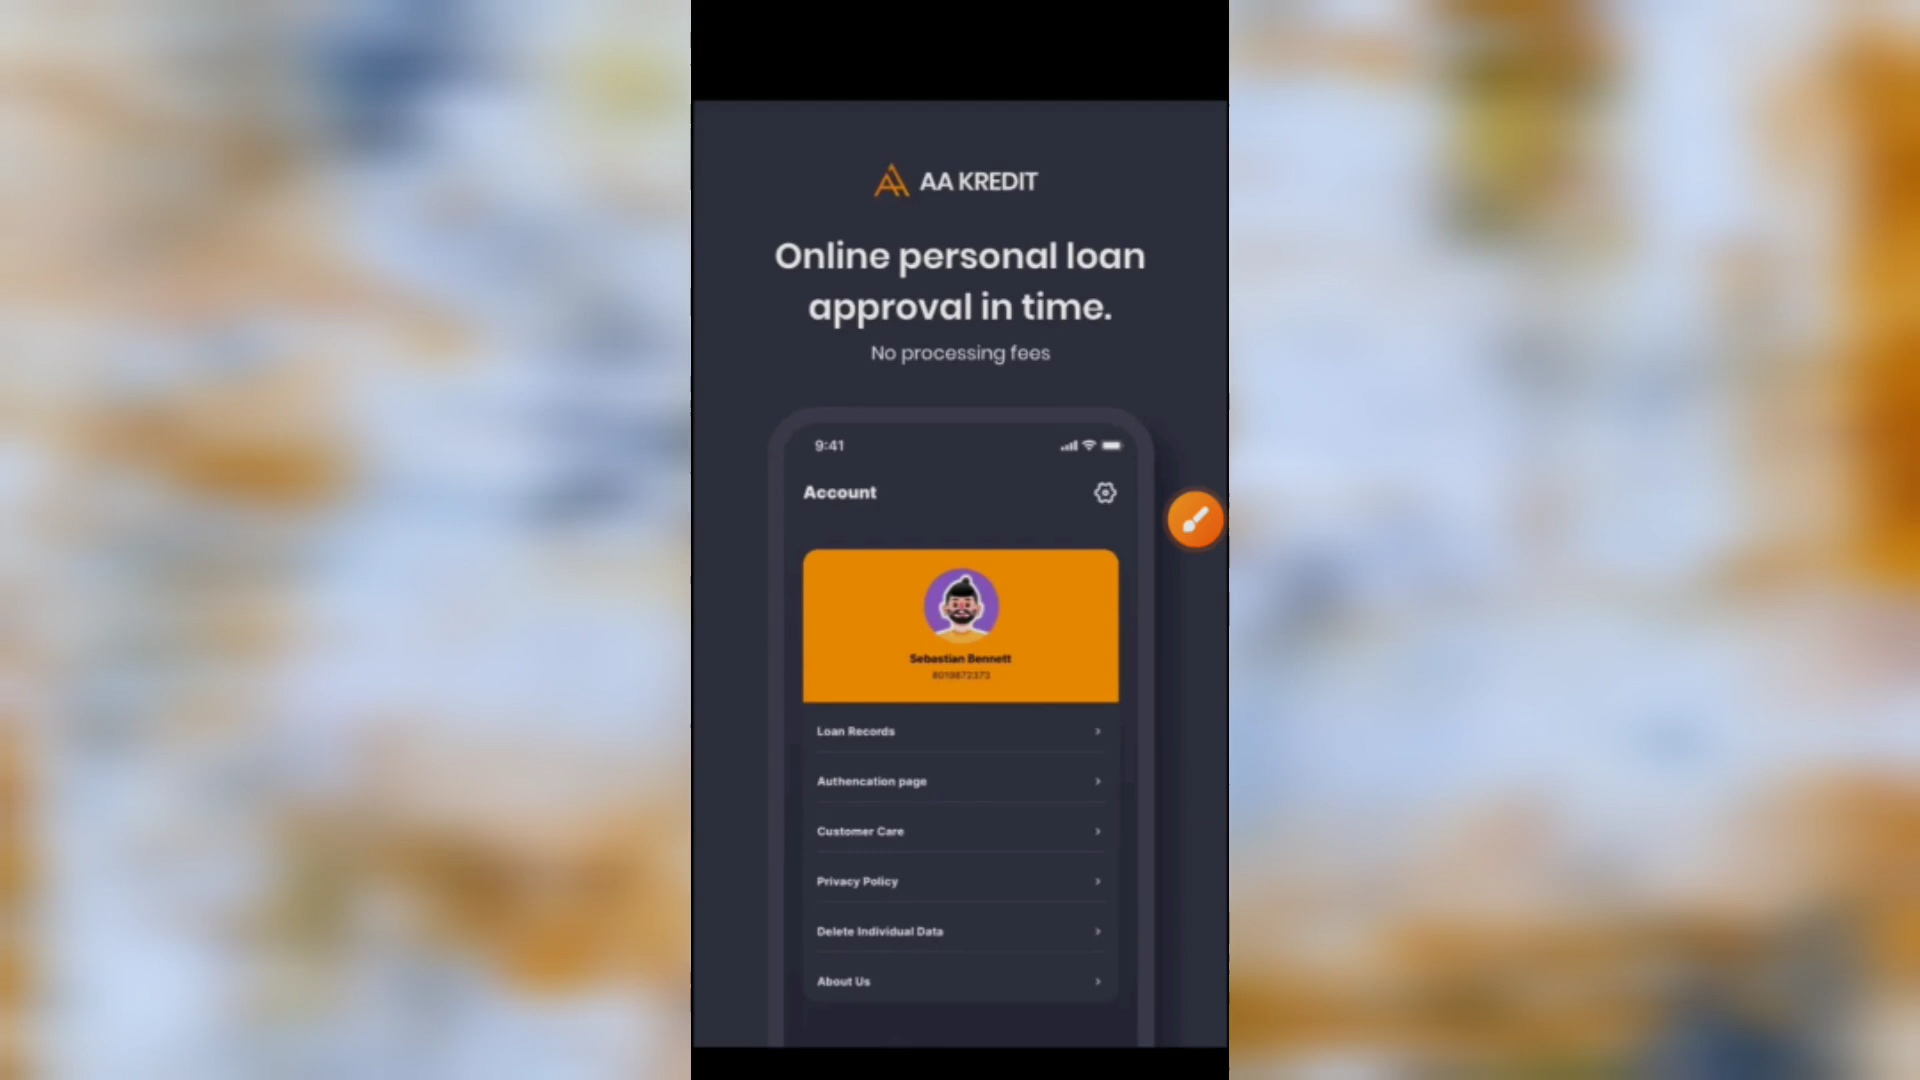 AA KREDIT
Online personal loan
approval in time.
No processing fees
9:41
Account
Sebastian Bennett
8018872373
Loan Records
Authencation page
Customer Care
Privacy Policy
Delete Individual Data
About Us